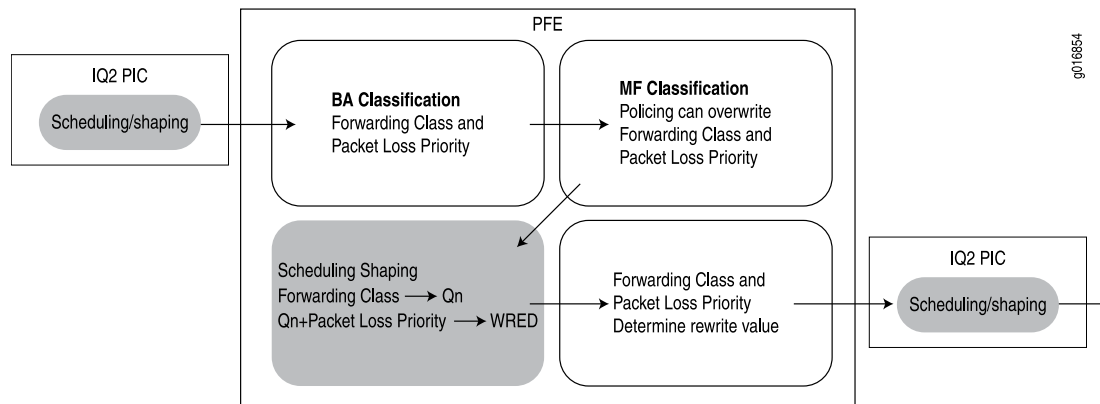 PFE
g016854
IQ2 PIC
Scheduling/shaping
BA Classification
Forwarding Class and
Packet Loss Priority
MF Classification
Policing can overwrite
Forwarding Class and
Packet Loss Priority
Scheduling Shaping
Forwarding Class → Qn
Qn+Packet Loss Priority → WRED
Forwarding Class and
Packet Loss Priority
Determine rewrite value
IQ2 PIC
Scheduling/shaping